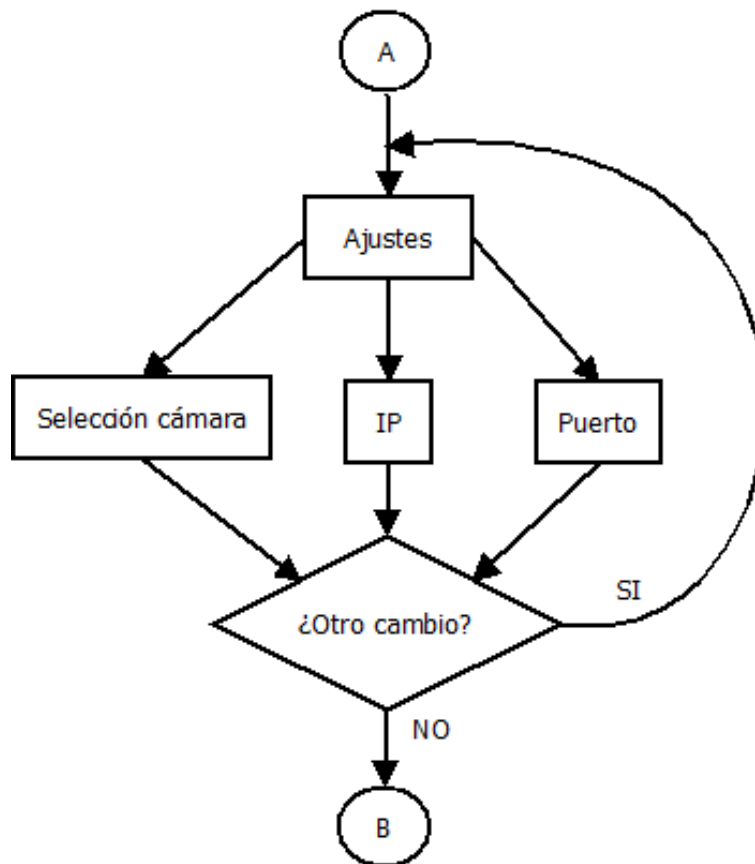 A
Ajustes
Selección cámara
IP
Puerto
¿Otro cambio?
SI
NO
B